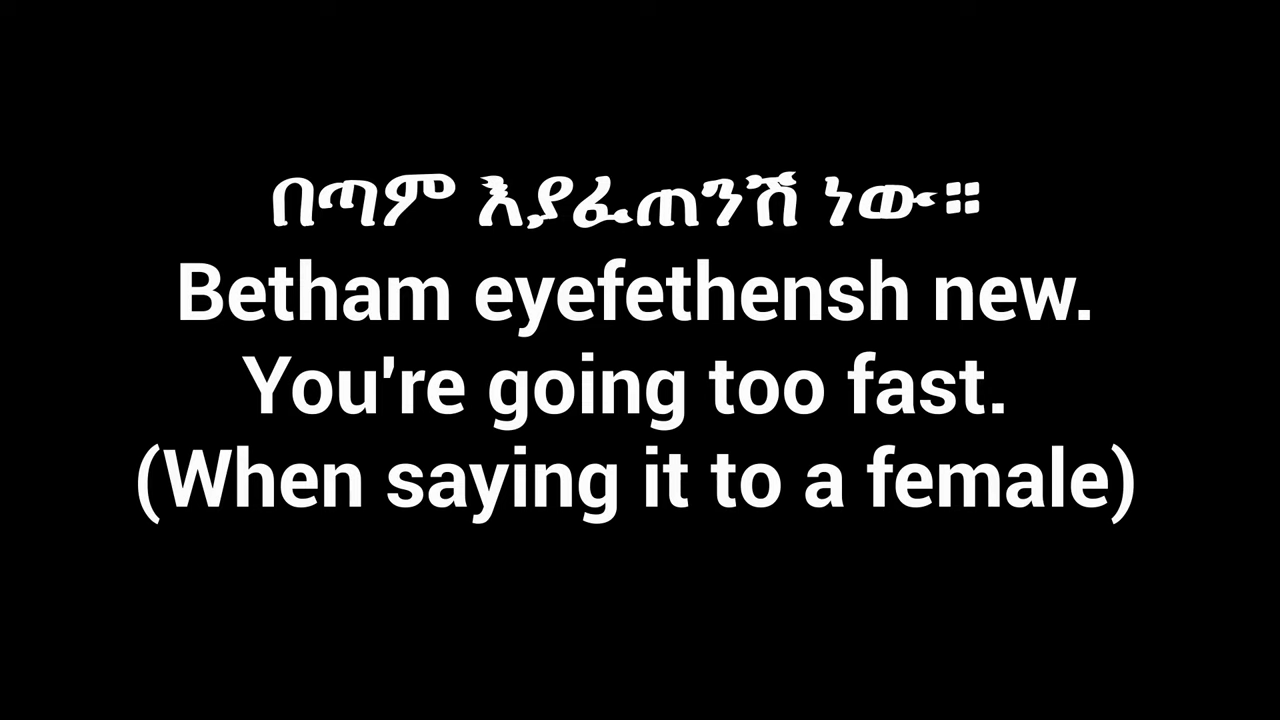 በጣም እያፈጠንሽ ነው።
Betham eyefethensh new.
You're going too fast.
(When saying it to a female)